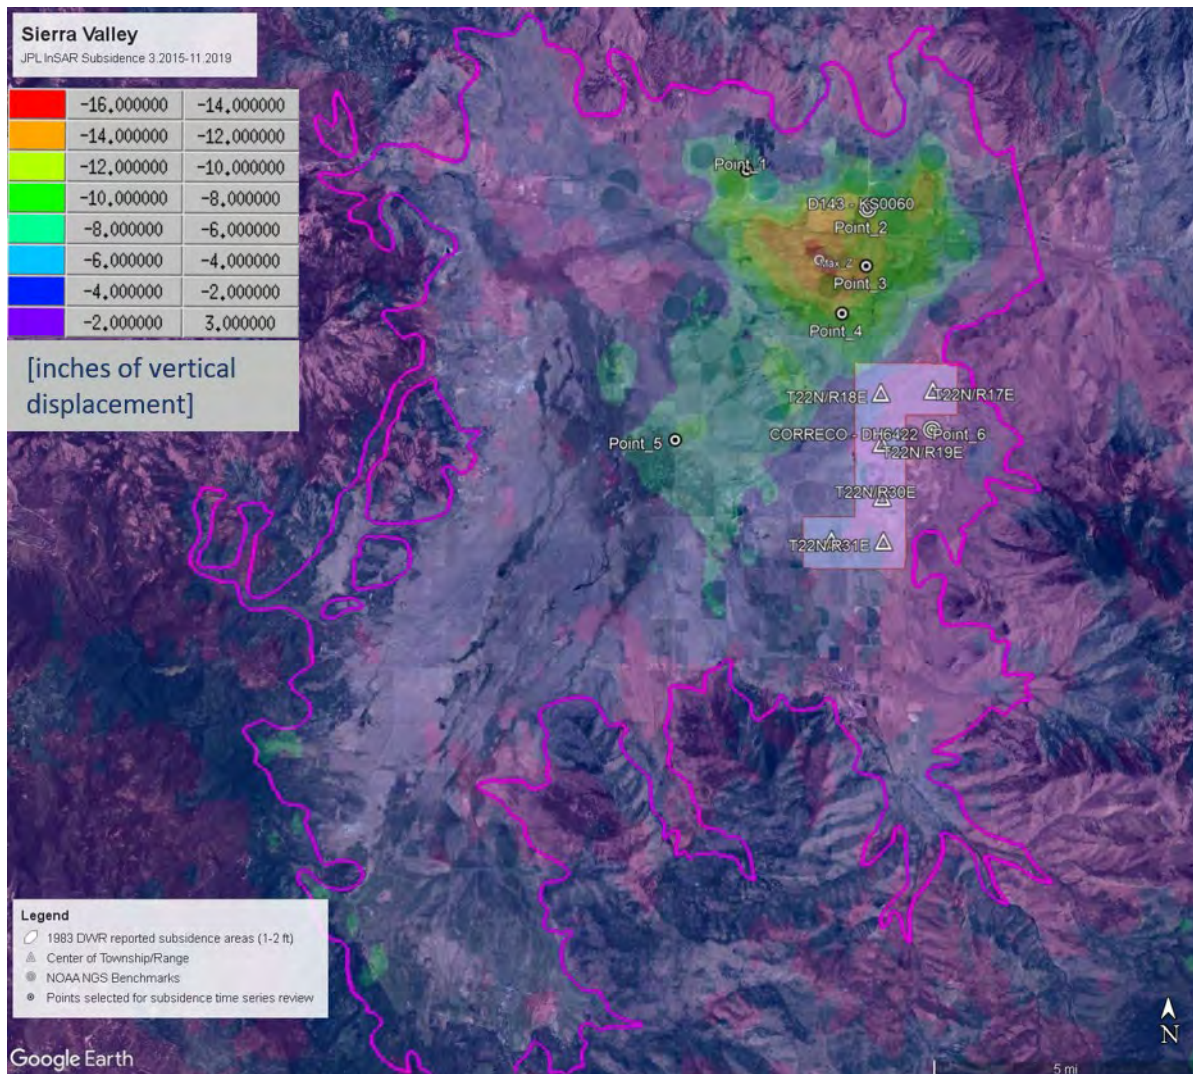 Sierra Valley
JPL InSAR Subsidence 3.2015-11.2019
-16.000000 -14.000000
-14.000000 -12.000000
-12.000000 -10.000000
-10.000000 -8.000000
-8.000000 -6.000000
-6.000000 -4.000000
-4.000000 -2.000000
-2.000000 3.000000
[inches of vertical
displacement]
Point_1
D143 - KS0060
Point_2
Max_Z
Point_3
Point_4
T22N/R18E
T22N/R17E
Point_5
CORRECO - DH6422
Point_6
T22N/R19E
T22N/R30E
T22N/R31E
Legend
1983 DWR reported subsidence areas (1-2 ft)
Center of Township/Range
NOAA NGS Benchmarks
Points selected for subsidence time series review
Google Earth
N
5 mi